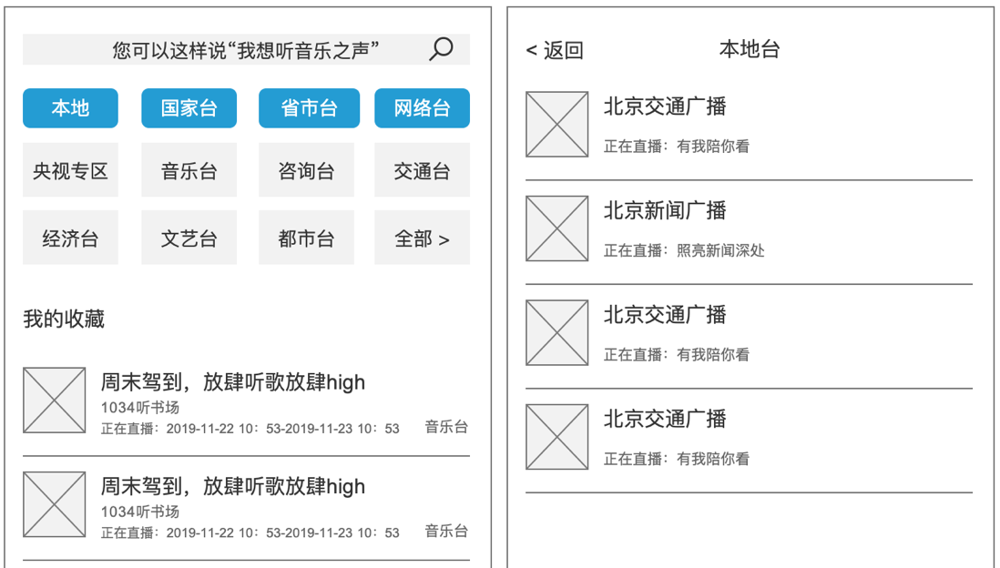 您可以这样说“我想听音乐之声”
本地 国家台 省市台 网络台
央视专区 音乐台 咨询台 交通台
经济台 文艺台 都市台 全部 >
我的收藏
周末驾到，放肆听歌放肆high
1034听书场
正在直播：2019-11-22 10：53-2019-11-23 10：53 音乐台
周末驾到，放肆听歌放肆high
1034听书场
正在直播：2019-11-22 10：53-2019-11-23 10：53 音乐台
< 返回 本地台
北京交通广播
正在直播：有我陪你看
北京新闻广播
正在直播：照亮新闻深处
北京交通广播
正在直播：有我陪你看
北京交通广播
正在直播：有我陪你看